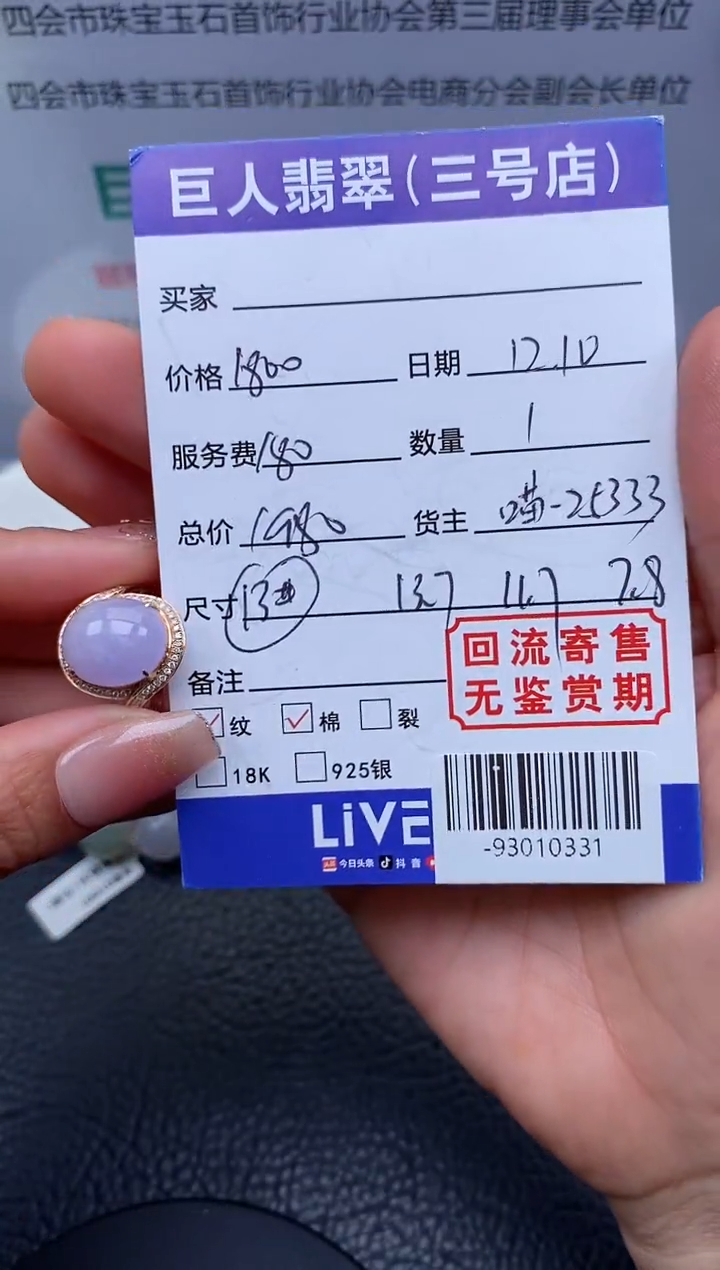 四会市珠宝玉石首饰行业协会第三届理事会单位
四会市珠宝玉石首饰行业协会电商分会副会长单位
巨人翡翠(三号店)
买家
价格 1800 日期 12.10
服务费 180 数量 1
总价 1980 货主 喵-25333
尺寸 13# 13.7 11.7 7.8
回流寄售
无鉴赏期
备注
纹 棉 裂
18K 925银
LiVE
今日头条 抖音
-93010331